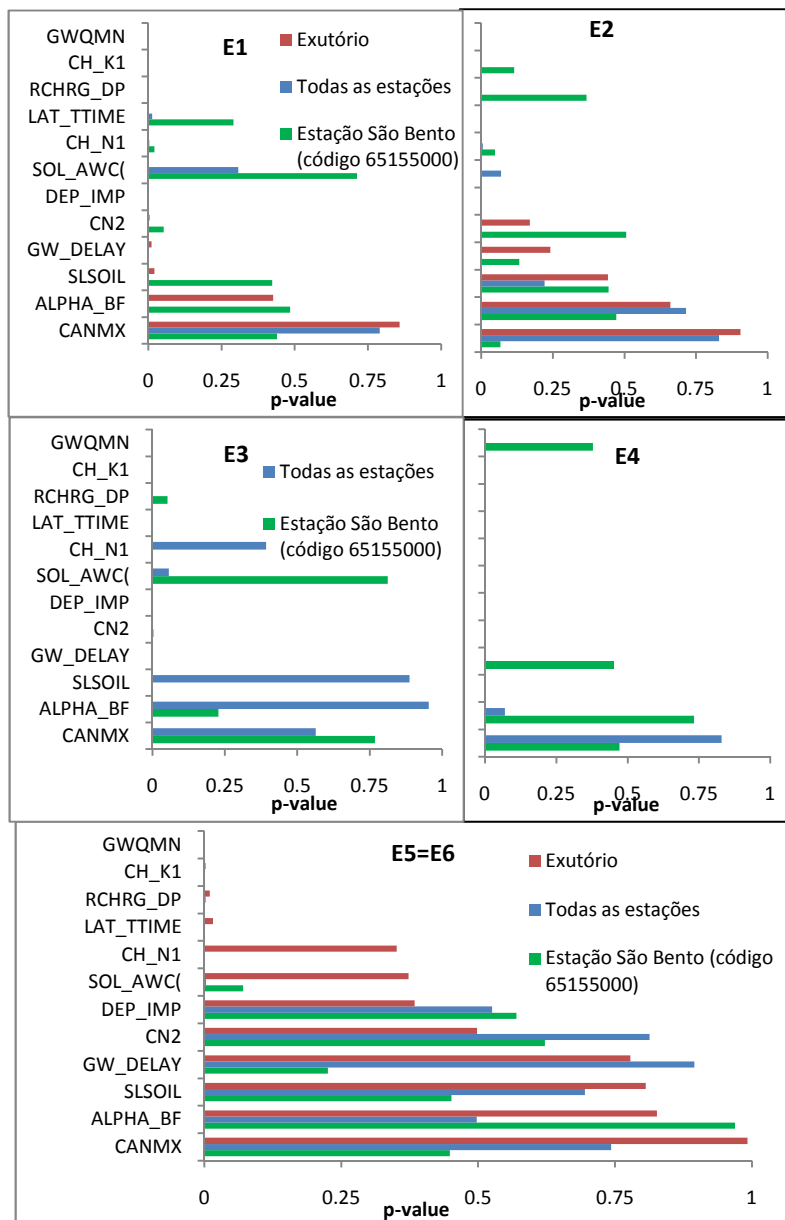 E1
GWQMN
CH_K1
RCHRG_DP
LAT_TTIME
CH_N1
SOL_AWC(
DEP_IMP
CN2
GW_DELAY
SLSOIL
ALPHA_BF
CANMX
Exutório
Todas as estações
Estação São Bento
(código 65155000)
0 0.25 0.5 0.75 1
p-value
E2
0 0.25 0.5 0.75 1
p-value
E3
GWQMN
CH_K1
RCHRG_DP
LAT_TTIME
CH_N1
SOL_AWC(
DEP_IMP
CN2
GW_DELAY
SLSOIL
ALPHA_BF
CANMX
Todas as estações
Estação São Bento
(código 65155000)
0 0.25 0.5 0.75 1
p-value
E4
0 0.25 0.5 0.75 1
p-value
E5=E6
GWQMN
CH_K1
RCHRG_DP
LAT_TTIME
CH_N1
SOL_AWC(
DEP_IMP
CN2
GW_DELAY
SLSOIL
ALPHA_BF
CANMX
Exutório
Todas as estações
Estação São Bento (código
65155000)
0 0.25 0.5 0.75 1
p-value